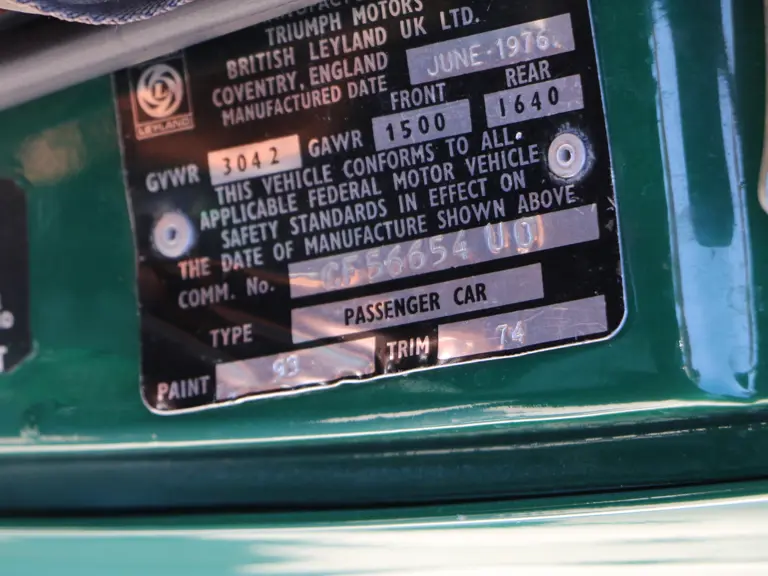 TRIUMPH MOTORS
BRITISH LEYLAND UK LTD.
COVENTRY, ENGLAND
MANUFACTURED DATE JUNE-1976
LEYLAND
FRONT REAR
GVWR 3042 GAWR 1500 1640
THIS VEHICLE CONFORMS TO ALL
APPLICABLE FEDERAL MOTOR VEHICLE
SAFETY STANDARDS IN EFFECT ON
THE DATE OF MANUFACTURE SHOWN ABOVE
COMM. No. CF56654 UO
TYPE PASSENGER CAR
PAINT 93 TRIM 74